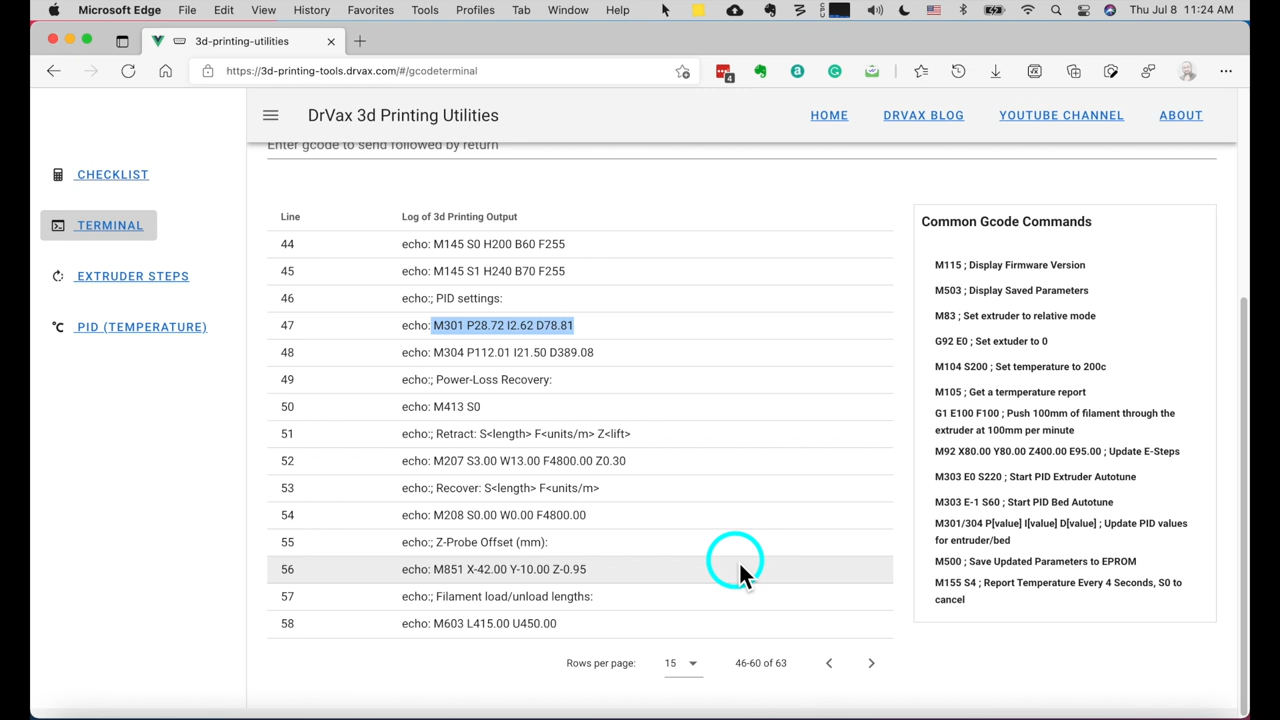 Microsoft Edge File Edit View History Favorites Tools Profiles Tab Window Help Thu Jul 8 11:24 AM
3d-printing-utilities
https://3d-printing-tools.drvax.com/#/gcodeterminal
4
DrVax 3d Printing Utilities
HOME DRVAX BLOG YOUTUBE CHANNEL ABOUT
CHECKLIST
TERMINAL
EXTRUDER STEPS
°C PID (TEMPERATURE)
Enter gcode to send followed by return
Line Log of 3d Printing Output
44 echo: M145 S0 H200 B60 F255
45 echo: M145 S1 H240 B70 F255
46 echo:; PID settings:
47 echo: M301 P28.72 I2.62 D78.81
48 echo: M304 P112.01 I21.50 D389.08
49 echo:; Power-Loss Recovery:
50 echo: M413 S0
51 echo:; Retract: S<length> F<units/m> Z<lift>
52 echo: M207 S3.00 W13.00 F4800.00 Z0.30
53 echo:; Recover: S<length> F<units/m>
54 echo: M208 S0.00 W0.00 F4800.00
55 echo:; Z-Probe Offset (mm):
56 echo: M851 X-42.00 Y-10.00 Z-0.95
57 echo:; Filament load/unload lengths:
58 echo: M603 L415.00 U450.00
Rows per page: 15 46-60 of 63
Common Gcode Commands
M115 ; Display Firmware Version
M503 ; Display Saved Parameters
M83 ; Set extruder to relative mode
G92 E0 ; Set extuder to 0
M104 S200 ; Set temperature to 200c
M105 ; Get a termperature report
G1 E100 F100 ; Push 100mm of filament through the
extruder at 100mm per minute
M92 X80.00 Y80.00 Z400.00 E95.00 ; Update E-Steps
M303 E0 S220 ; Start PID Extruder Autotune
M303 E-1 S60 ; Start PID Bed Autotune
M301/304 P[value] I[value] D[value] ; Update PID values
for entruder/bed
M500 ; Save Updated Parameters to EPROM
M155 S4 ; Report Temperature Every 4 Seconds, S0 to
cancel